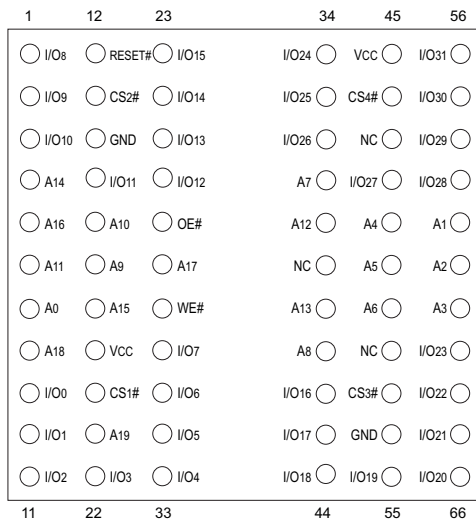 1 12 23 34 45 56
I/O8 RESET# I/O15 I/O24 VCC I/O31
I/O9 CS2# I/O14 I/O25 CS4# I/O30
I/O10 GND I/O13 I/O26 NC I/O29
A14 I/O11 I/O12 A7 I/O27 I/O28
A16 A10 OE# A12 A4 A1
A11 A9 A17 NC A5 A2
A0 A15 WE# A13 A6 A3
A18 VCC I/O7 A8 NC I/O23
I/O0 CS1# I/O6 I/O16 CS3# I/O22
I/O1 A19 I/O5 I/O17 GND I/O21
I/O2 I/O3 I/O4 I/O18 I/O19 I/O20
11 22 33 44 55 66